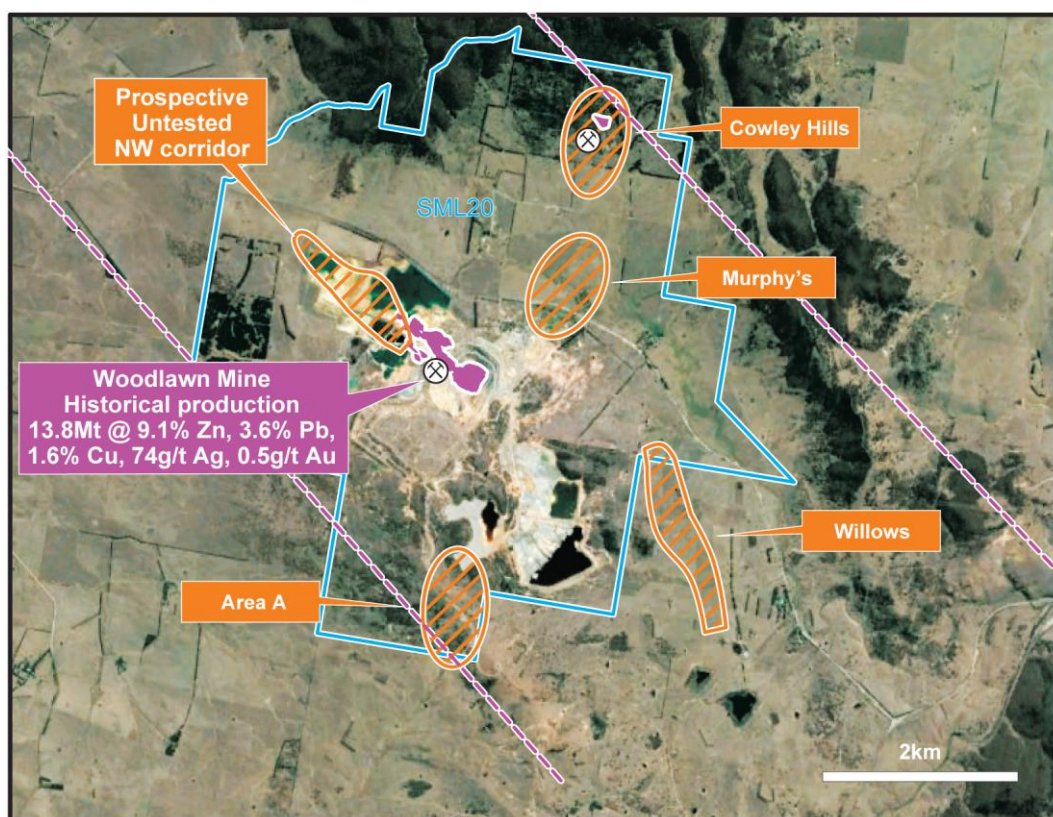 Prospective
Untested
NW corridor
Cowley Hills
SML20
Murphy's
Woodlawn Mine
Historical production
13.8Mt @ 9.1% Zn, 3.6% Pb,
1.6% Cu, 74g/t Ag, 0.5g/t Au
Willows
Area A
2km